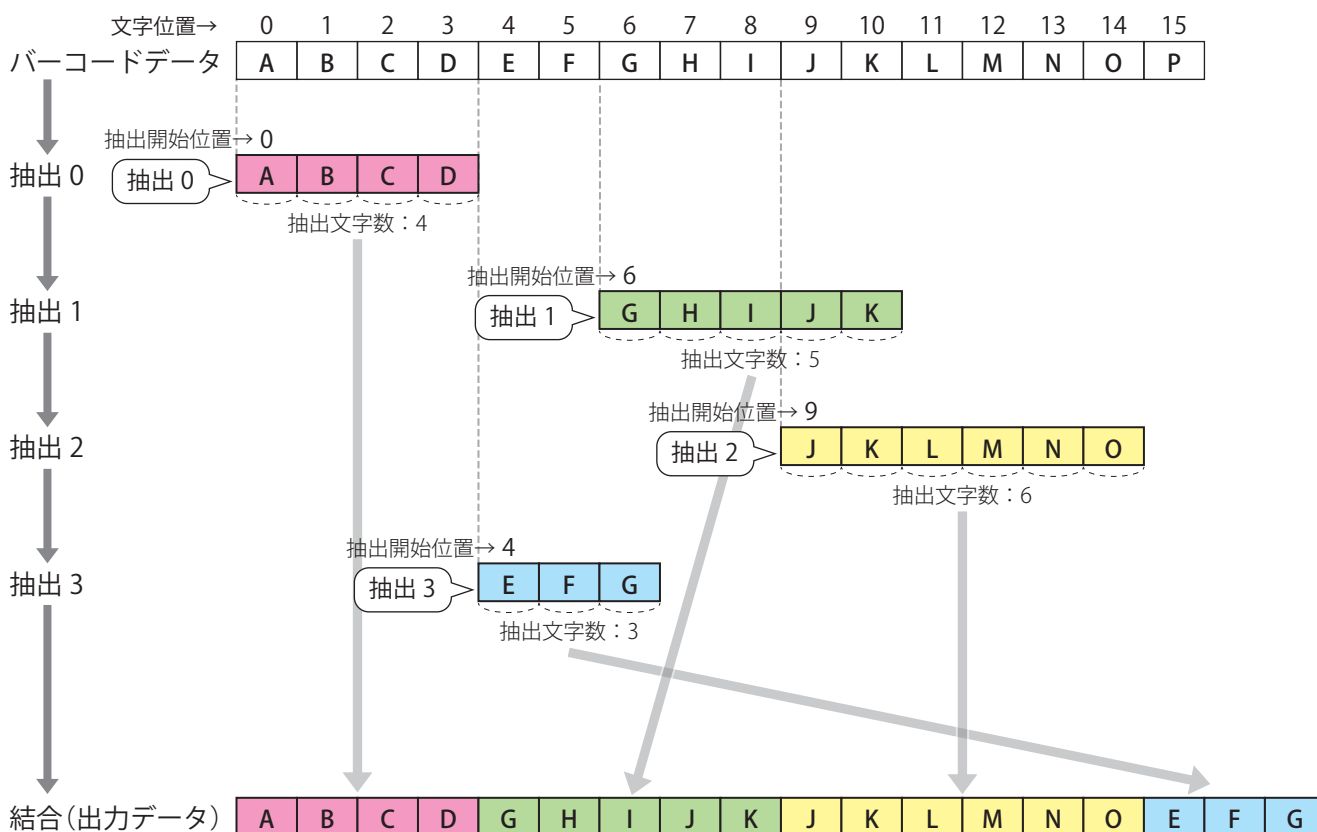 文字位置→ 0 1 2 3 4 5 6 7 8 9 10 11 12 13 14 15
バーコードデータ A B C D E F G H I J K L M N O P
抽出開始位置→ 0
抽出 0 抽出 0 A B C D
抽出文字数：4
抽出開始位置→ 6
抽出 1 抽出 1 G H I J K
抽出文字数：5
抽出開始位置→ 9
抽出 2 抽出 2 J K L M N O
抽出文字数：6
抽出開始位置→ 4
抽出 3 抽出 3 E F G
抽出文字数：3
結合（出力データ） A B C D G H I J K J K L M N O E F G